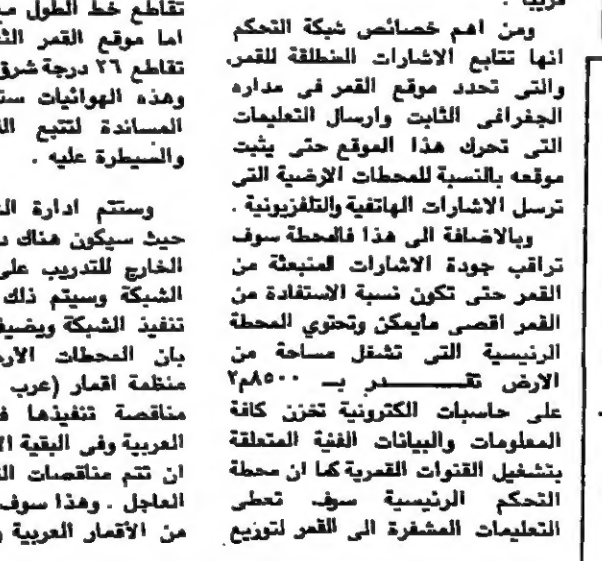 قريبا .
ومن اهم خصائص شبكة التحكم
انها تتابع الاشارات المنطلقة للقمر
والتى تحدد موقع القمر فى مداره
الجغرافى الثابت وارسال التعليمات
التى تحرك هذا الموقع حتى يثبت
موقعه بالنسبة للمحطات الارضية التى
ترسل الاشارات الهاتفية والتلفزيونية .
وبالاضافة الى هذا فالمحطة سوف
تراقب جودة الاشارات المنبعثة من
القمر حتى تكون نسبة الاستفادة من
القمر اقصى مايمكن وتحتوي المحطة
الرئيسية التى تشغل مساحة من
الارض تقــدر بــ ٨٥٠٠م٢
على حاسبات الكترونية تخزن كافة
المعلومات والبيانات الفنية المتعلقة
بتشغيل القنوات القمرية كما ان محطة
التحكم الرئيسية سوف تعطى
التعليمات المشفرة الى القمر لتوزيع
تقاطع خط الطول
اما موقع القمر
تقاطع ٢٦ درجة شرق
وهذه الهوائيات
المساندة لتتبع
والسيطرة عليه .
وستتم ادارة
حيث سيكون هناك
الخارج للتدريب على
الشبكة وسيتم ذلك
تنفيذ الشبكة ويضيف
بان المحطات
منظمة أقمار (عرب
مناقصة تنفيذها
العربية وفى البقية
ان تتم مناقصات
العاجل . وهذا سوف
من الأقمار العربية